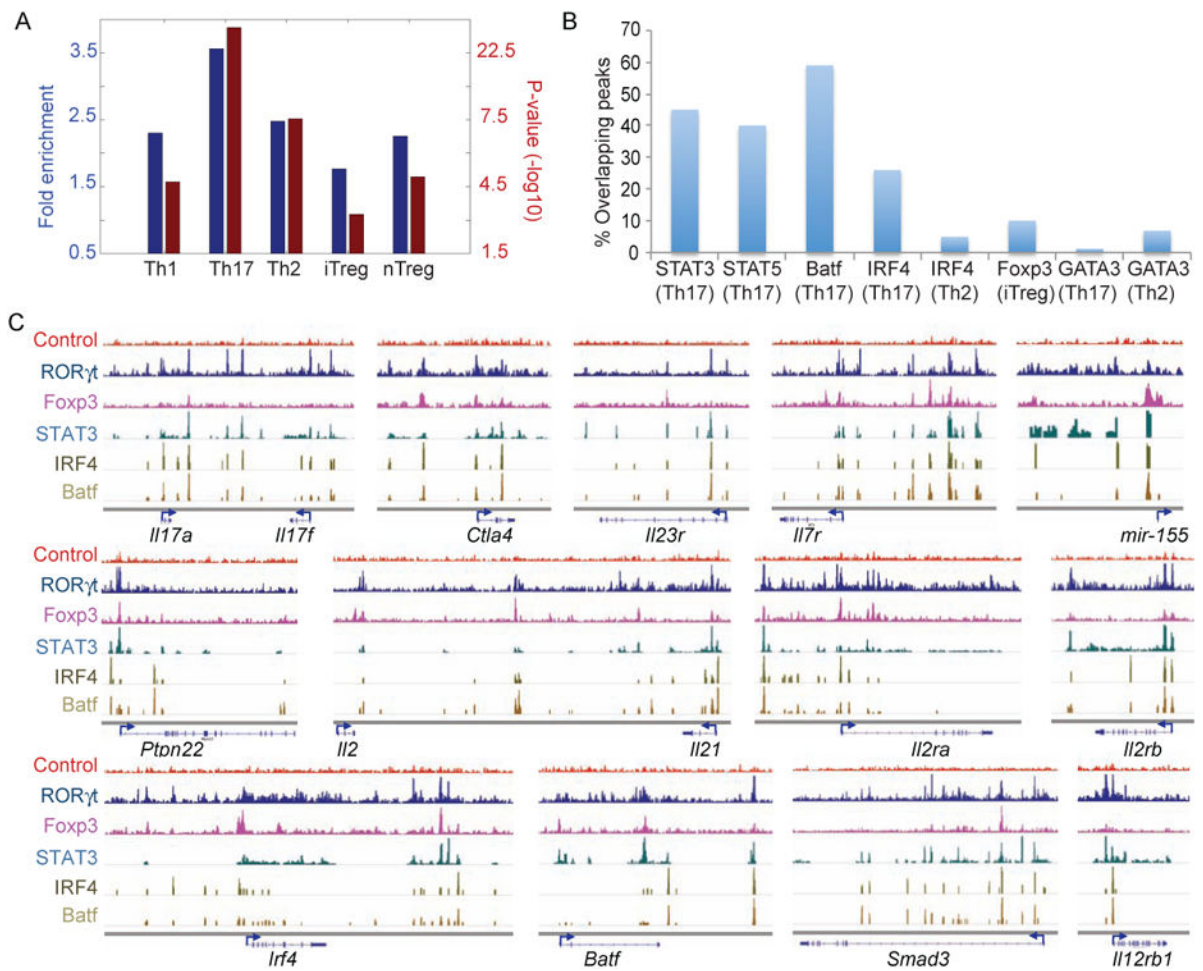 A
Fold enrichment
3.5
2.5
1.5
0.5
22.5
7.5
4.5
1.5
P-value (-log10)
Th1 Th17 Th2 iTreg nTreg
B
% Overlapping peaks
70
60
50
40
30
20
10
0
STAT3 STAT5 Batf IRF4 IRF4 Foxp3 GATA3 GATA3
(Th17) (Th17) (Th17) (Th17) (Th2) (iTreg) (Th17) (Th2)
C
Control
RORγt
Foxp3
STAT3
IRF4
Batf
Il17a Il17f Ctla4 Il23r Il7r mir-155
Control
RORγt
Foxp3
STAT3
IRF4
Batf
Ptpn22 Il2 Il21 Il2ra Il2rb
Control
RORγt
Foxp3
STAT3
IRF4
Batf
Irf4 Batf Smad3 Il12rb1